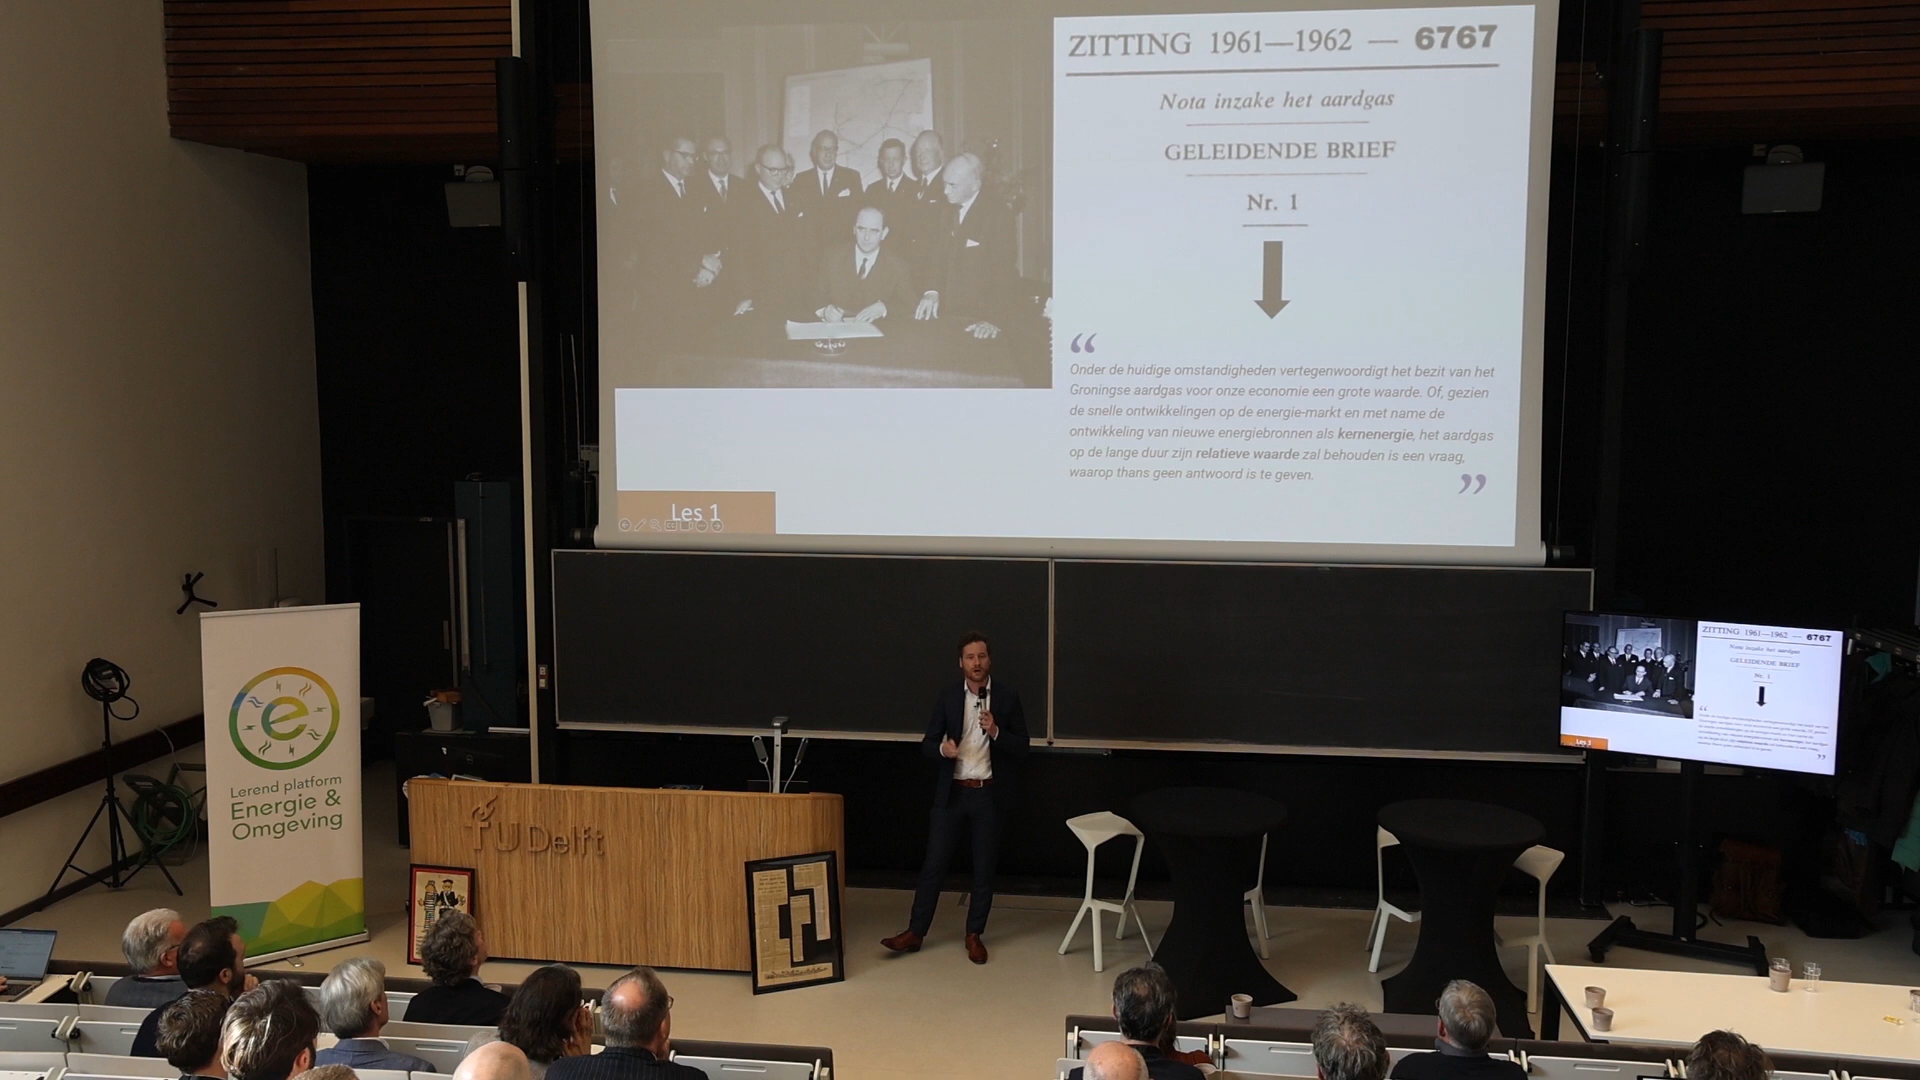 ZITTING 1961—1962 — 6767
Nota inzake het aardgas
GELEIDENDE BRIEF
Nr. 1
“
Onder de huidige omstandigheden vertegenwoordigt het bezit van het
Groningse aardgas voor onze economie een grote waarde. Of, gezien
de snelle ontwikkelingen op de energie-markt en met name de
ontwikkeling van nieuwe energiebronnen als kernenergie, het aardgas
op de lange duur zijn relatieve waarde zal behouden is een vraag,
waarop thans geen antwoord is te geven.
”
Les 1
ZITTING 1961—1962 — 6767
Nota inzake het aardgas
GELEIDENDE BRIEF
Nr. 1
Les 1
e
Lerend platform
Energie &
Omgeving
TU Delft